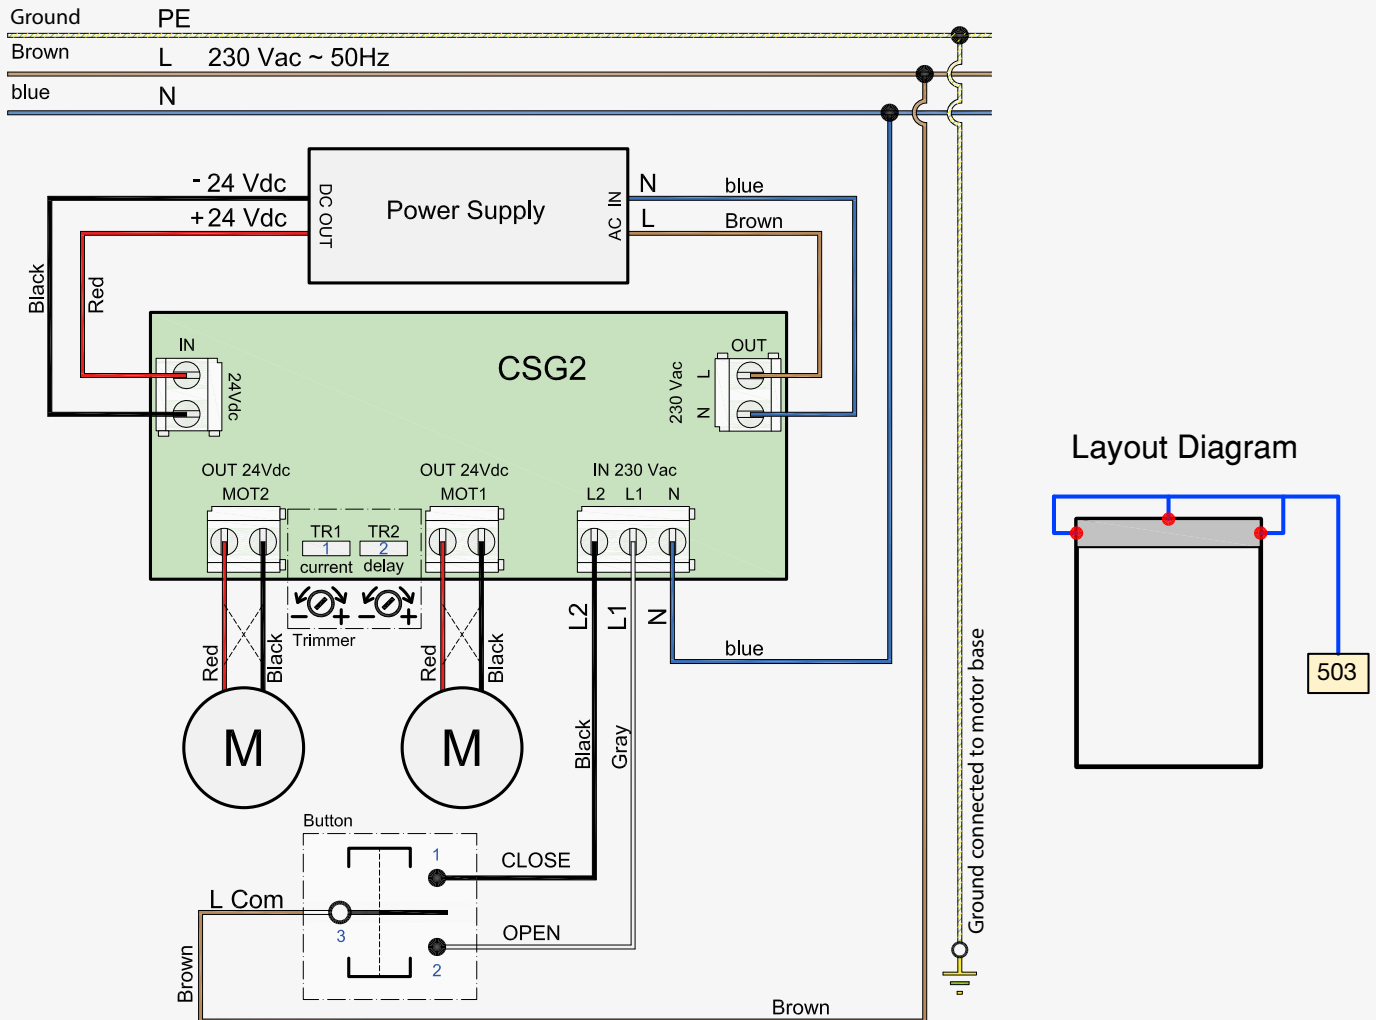 Ground PE
Brown L 230 Vac ~ 50Hz
blue N
- 24 Vdc
+24 Vdc
DC OUT
Power Supply
AC IN
N blue
L Brown
Black
Red
IN
24Vdc
CSG2
OUT
230 Vac
L
N
OUT 24Vdc
MOT2
OUT 24Vdc
MOT1
IN 230 Vac
L2 L1 N
TR1 TR2
1 2
current delay
- + - +
Trimmer
Red
Black
Red
Black
L2
L1
N
blue
M
M
Black
Gray
Button
1
CLOSE
L Com
3
OPEN
2
Brown
Brown
Ground connected to motor base
Layout Diagram
503